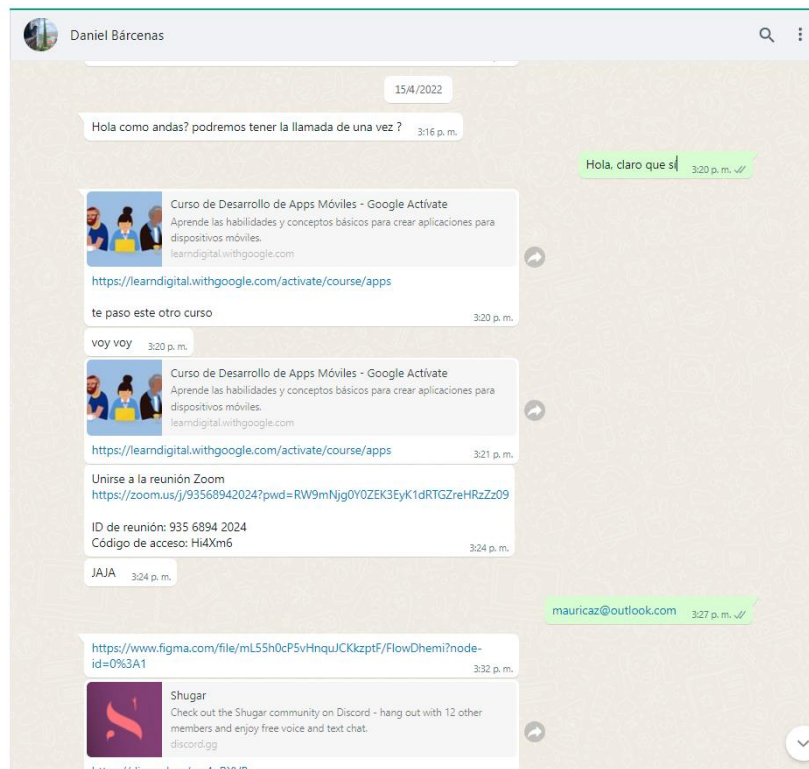 Daniel Bárcenas
15/4/2022
Hola como andas? podremos tener la llamada de una vez ?
3:16 p. m.
Hola, claro que sí
3:20 p. m.
Curso de Desarrollo de Apps Móviles - Google Actívate
Aprende las habilidades y conceptos básicos para crear aplicaciones para
dispositivos móviles.
learndigital.withgoogle.com
https://learndigital.withgoogle.com/activate/course/apps
te paso este otro curso
3:20 p. m.
voy voy
3:20 p. m.
Curso de Desarrollo de Apps Móviles - Google Actívate
Aprende las habilidades y conceptos básicos para crear aplicaciones para
dispositivos móviles.
learndigital.withgoogle.com
https://learndigital.withgoogle.com/activate/course/apps
3:21 p. m.
Unirse a la reunión Zoom
https://zoom.us/j/93568942024?pwd=RW9mNjg0Y0ZEK3EyK1dRTGZreHRzZz09
ID de reunión: 935 6894 2024
Código de acceso: Hi4Xm6
3:24 p. m.
JAJA
3:24 p. m.
mauricaz@outlook.com
3:27 p. m.
https://www.figma.com/file/mL55h0cP5vHnquJCKkzptF/FlowDhemi?node-
id=0%3A1
3:32 p. m.
Shugar
Check out the Shugar community on Discord - hang out with 12 other
members and enjoy free voice and text chat.
discord.gg